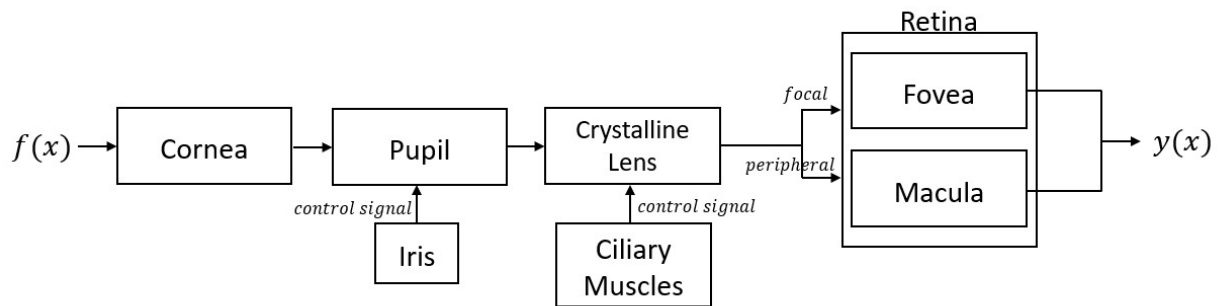 Retina
focal
Fovea
f(x)
Cornea
Pupil
Crystalline
Lens
y(x)
peripheral
Macula
control signal
control signal
Iris
Ciliary
Muscles